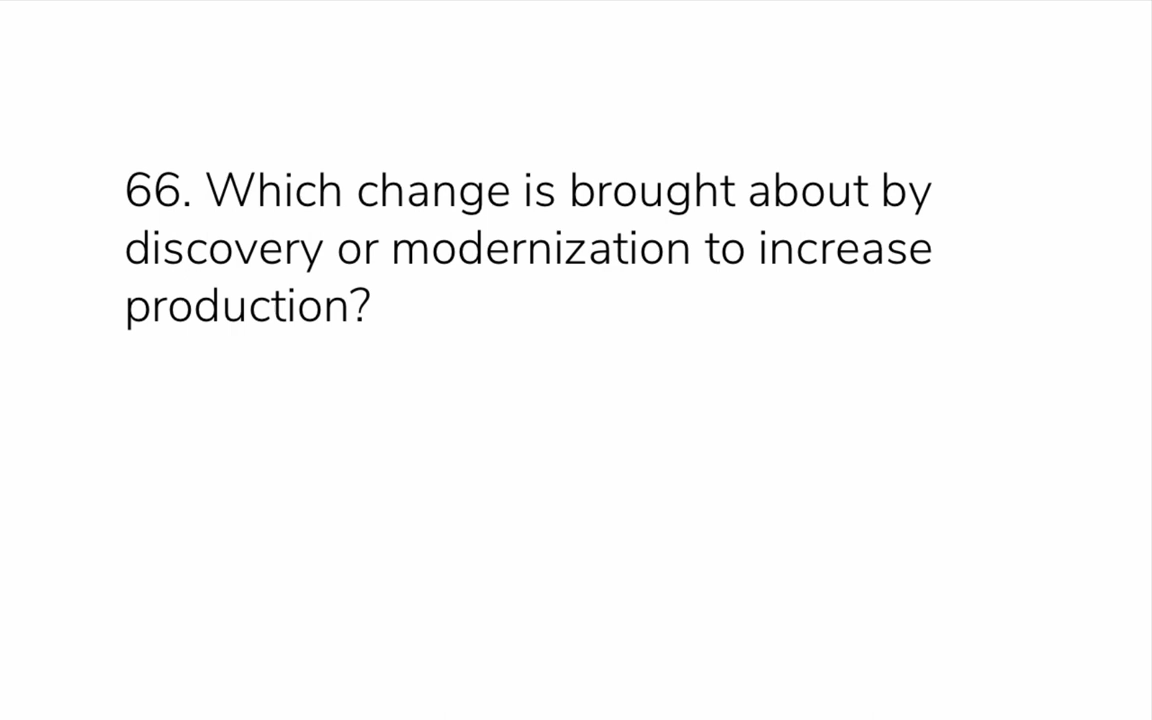 66. Which change is brought about by
discovery or modernization to increase
production?